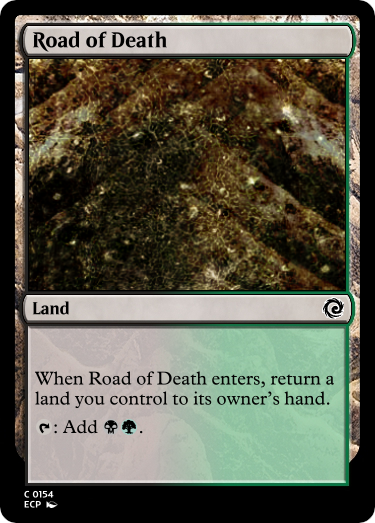 Road of Death
Land
When Road of Death enters, return a
land you control to its owner's hand.
: Add .
C 0154
ECP